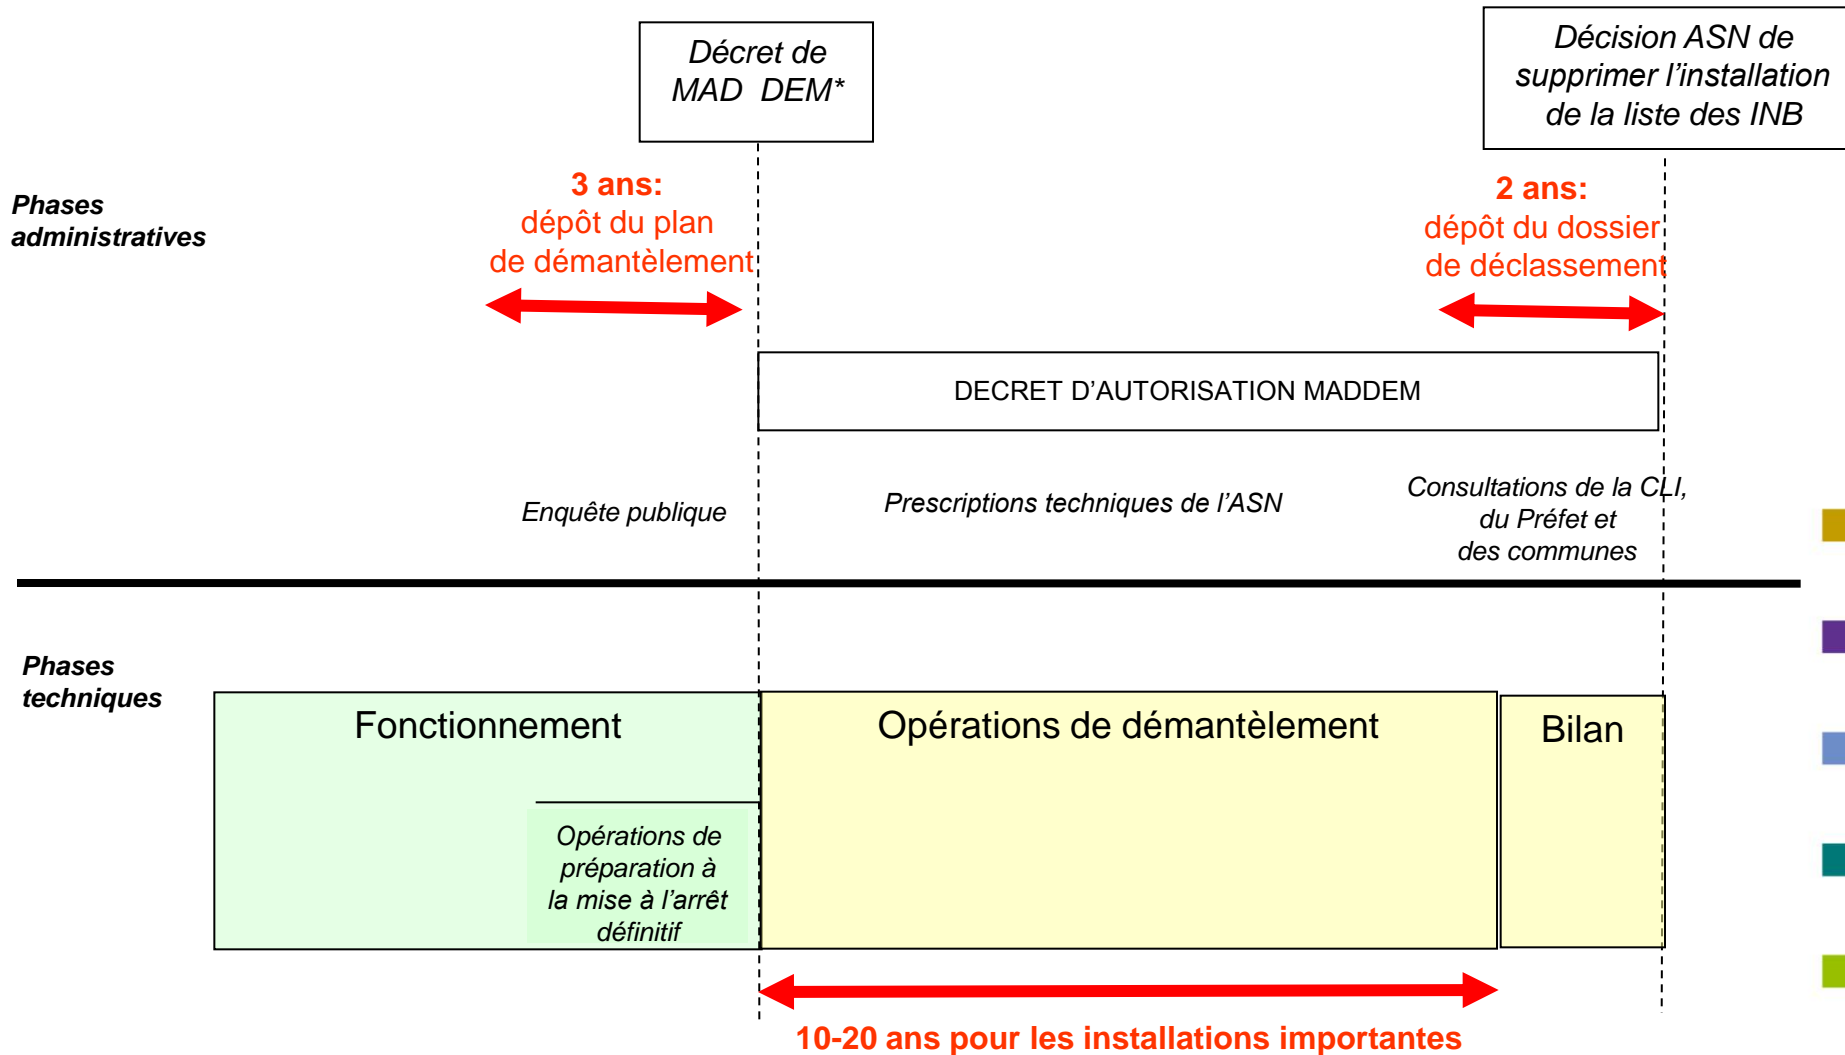 Décret de
MAD DEM*
Décision ASN de
supprimer l'installation
de la liste des INB
Phases
administratives
3 ans:
dépôt du plan
de démantèlement
2 ans:
dépôt du dossier
de déclassement
DECRET D'AUTORISATION MADDEM
Enquête publique
Prescriptions techniques de l'ASN
Consultations de la CLI,
du Préfet et
des communes
Phases
techniques
Fonctionnement
Opérations de démantèlement
Bilan
Opérations de
préparation à
la mise à l'arrêt
définitif
10-20 ans pour les installations importantes